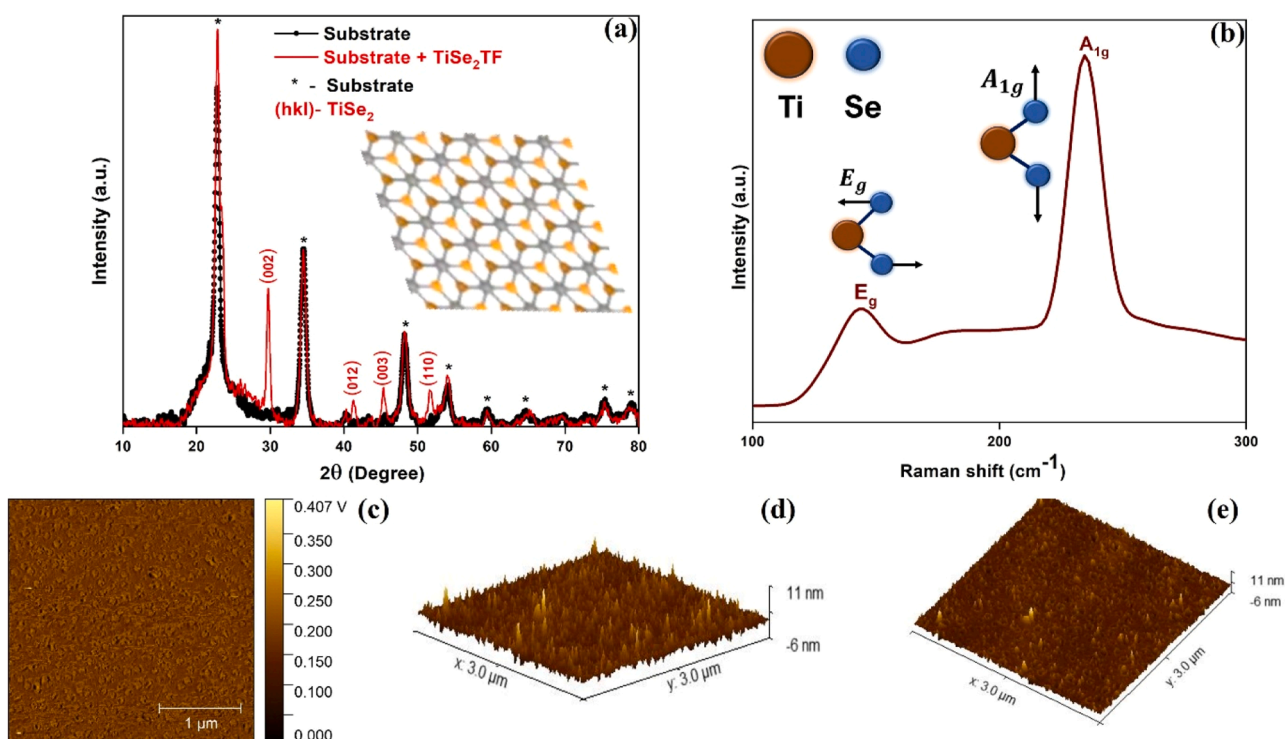 (a)
Substrate
Substrate + TiSe₂TF
* - Substrate
(hkl)- TiSe₂
*
(002)
*
(012)
(003)
*
(110)
*
*
*
*
*
Intensity (a.u.)
10 20 30 40 50 60 70 80
2θ (Degree)
(b)
Ti Se
A₁g
A₁g
E_g
E_g
Intensity (a.u.)
100 200 300
Raman shift (cm⁻¹)
(c)
0.407 V
0.350
0.300
0.250
0.200
0.150
0.100
0.000
1 µm
(d)
11 nm
-6 nm
x: 3.0 µm
y: 3.0 µm
(e)
11 nm
-6 nm
x: 3.0 µm
y: 3.0 µm